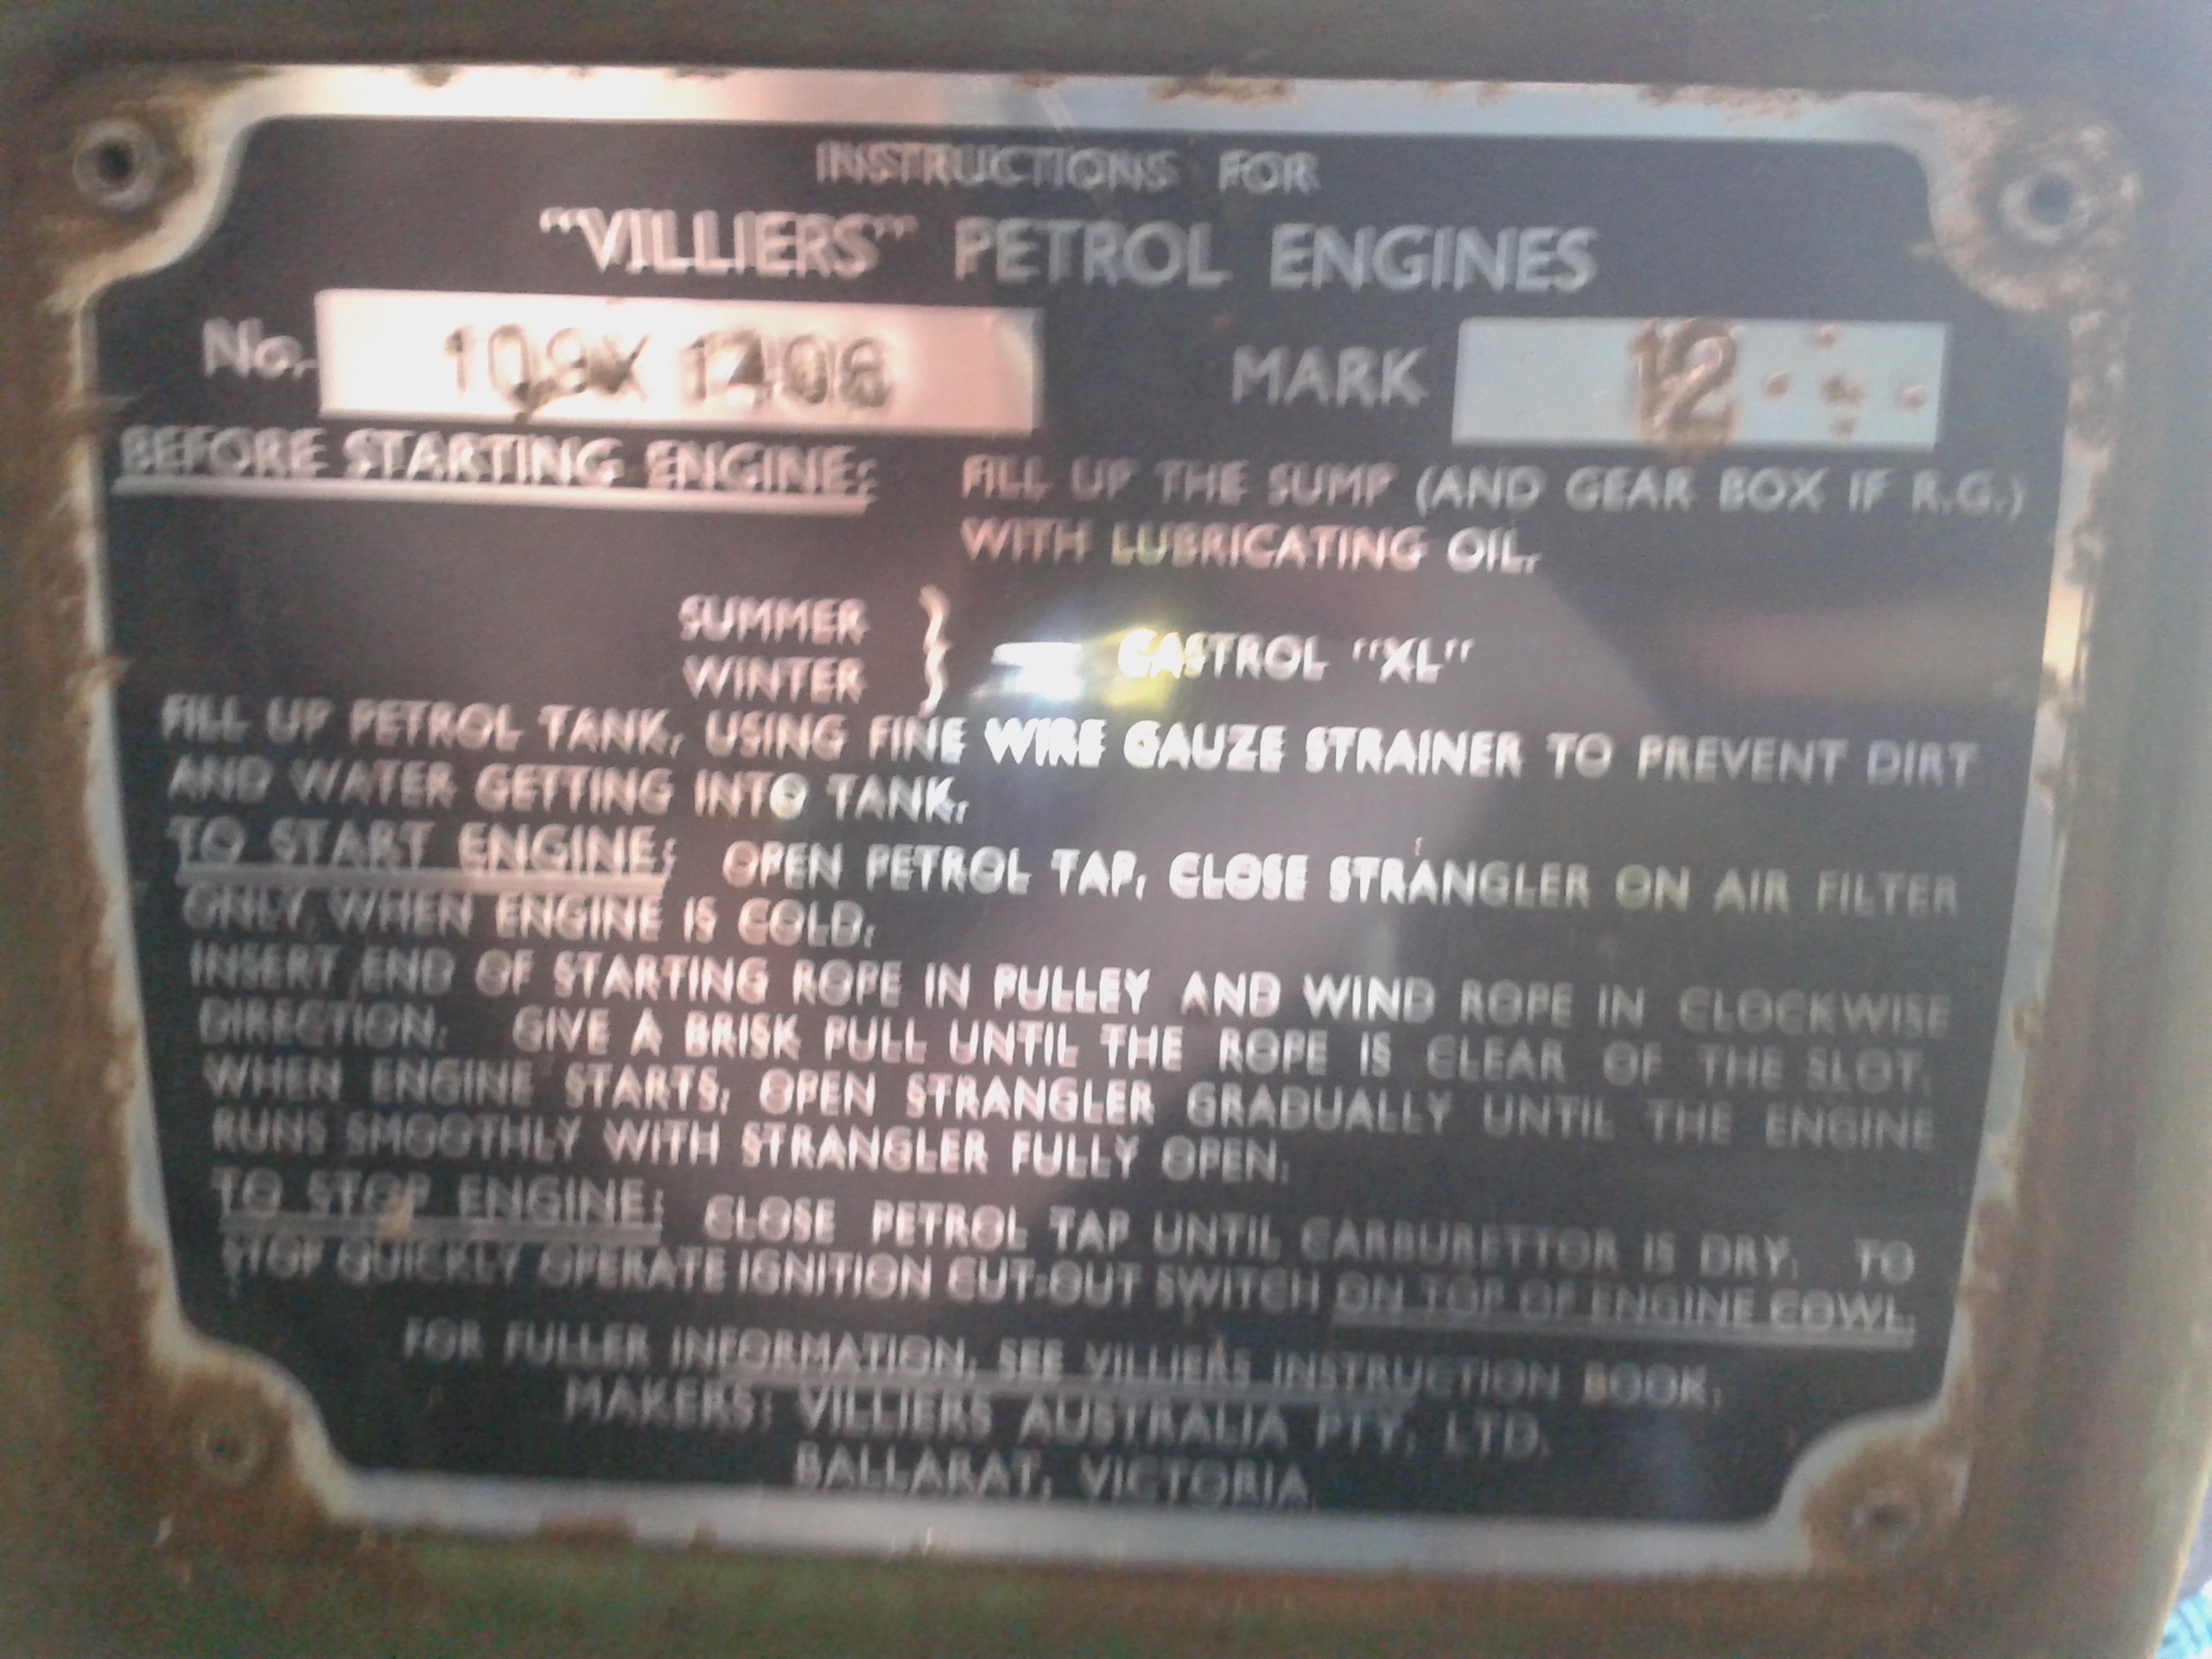 INSTRUCTIONS FOR
"VILLIERS" PETROL ENGINES
No. MARK 12
BEFORE STARTING ENGINE: FILL UP THE SUMP (AND GEAR BOX IF R.G.)
WITH LUBRICATING OIL.
SUMMER
WINTER } — CASTROL "XL"
FILL UP PETROL TANK, USING FINE WIRE GAUZE STRAINER TO PREVENT DIRT
AND WATER GETTING INTO TANK.
TO START ENGINE: OPEN PETROL TAP, CLOSE STRANGLER ON AIR FILTER
ONLY WHEN ENGINE IS COLD.
INSERT END OF STARTING ROPE IN PULLEY AND WIND ROPE IN CLOCKWISE
DIRECTION. GIVE A BRISK PULL UNTIL THE ROPE IS CLEAR OF THE SLOT.
WHEN ENGINE STARTS, OPEN STRANGLER GRADUALLY UNTIL THE ENGINE
RUNS SMOOTHLY WITH STRANGLER FULLY OPEN.
TO STOP ENGINE: CLOSE PETROL TAP UNTIL CARBURETTOR IS DRY. TO
STOP QUICKLY OPERATE IGNITION CUT-OUT SWITCH ON TOP OF ENGINE COWL.
FOR FULLER INFORMATION, SEE VILLIERS INSTRUCTION BOOK.
MAKERS: VILLIERS AUSTRALIA PTY. LTD.
BALLARAT, VICTORIA